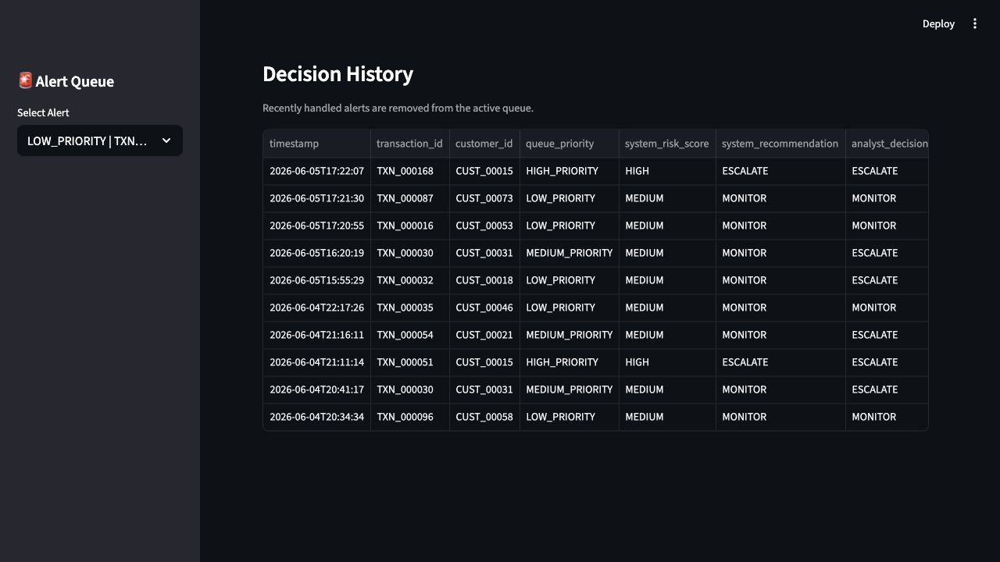 Deploy
🚨 Alert Queue
Select Alert
LOW_PRIORITY | TXN...
Decision History
Recently handled alerts are removed from the active queue.
timestamp transaction_id customer_id queue_priority system_risk_score system_recommendation analyst_decision
2026-06-05T17:22:07 TXN_000168 CUST_00015 HIGH_PRIORITY HIGH ESCALATE ESCALATE
2026-06-05T17:21:30 TXN_000087 CUST_00073 LOW_PRIORITY MEDIUM MONITOR MONITOR
2026-06-05T17:20:55 TXN_000016 CUST_00053 LOW_PRIORITY MEDIUM MONITOR MONITOR
2026-06-05T16:20:19 TXN_000030 CUST_00031 MEDIUM_PRIORITY MEDIUM MONITOR ESCALATE
2026-06-05T15:55:29 TXN_000032 CUST_00018 LOW_PRIORITY MEDIUM MONITOR ESCALATE
2026-06-04T22:17:26 TXN_000035 CUST_00046 LOW_PRIORITY MEDIUM MONITOR MONITOR
2026-06-04T21:16:11 TXN_000054 CUST_00021 MEDIUM_PRIORITY MEDIUM MONITOR ESCALATE
2026-06-04T21:11:14 TXN_000051 CUST_00015 HIGH_PRIORITY HIGH ESCALATE ESCALATE
2026-06-04T20:41:17 TXN_000030 CUST_00031 MEDIUM_PRIORITY MEDIUM MONITOR ESCALATE
2026-06-04T20:34:34 TXN_000096 CUST_00058 LOW_PRIORITY MEDIUM MONITOR MONITOR